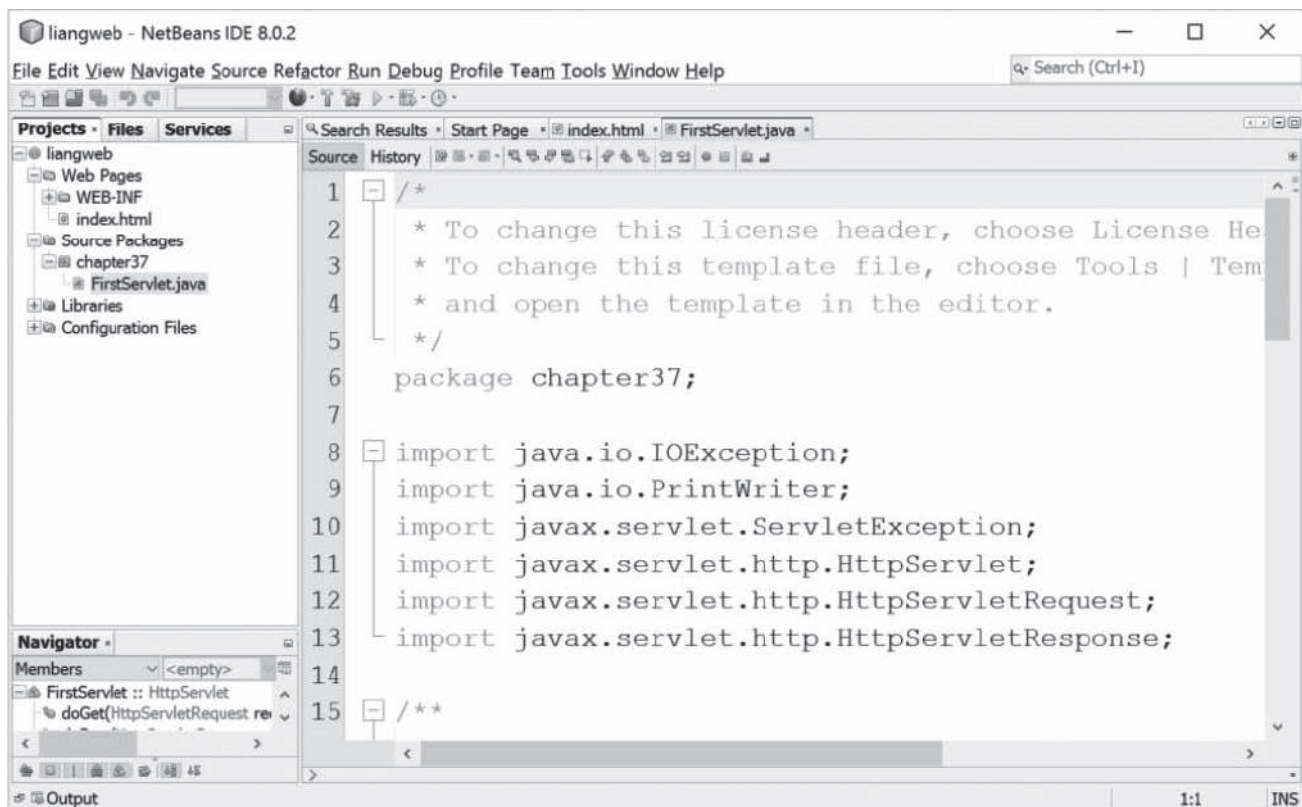 liangweb - NetBeans IDE 8.0.2
File Edit View Navigate Source Refactor Run Debug Profile Team Tools Window Help
Search (Ctrl+I)
Projects Files Services
liangweb
Web Pages
WEB-INF
index.html
Source Packages
chapter37
FirstServlet.java
Libraries
Configuration Files
Navigator
Members <empty>
FirstServlet :: HttpServlet
doGet(HttpServletRequest re
Search Results Start Page index.html FirstServlet.java
Source History
1 /*
2 * To change this license header, choose License He
3 * To change this template file, choose Tools | Tem
4 * and open the template in the editor.
5 */
6 package chapter37;
7
8 import java.io.IOException;
9 import java.io.PrintWriter;
10 import javax.servlet.ServletException;
11 import javax.servlet.http.HttpServlet;
12 import javax.servlet.http.HttpServletRequest;
13 import javax.servlet.http.HttpServletResponse;
14
15 /**
Output
1:1 INS